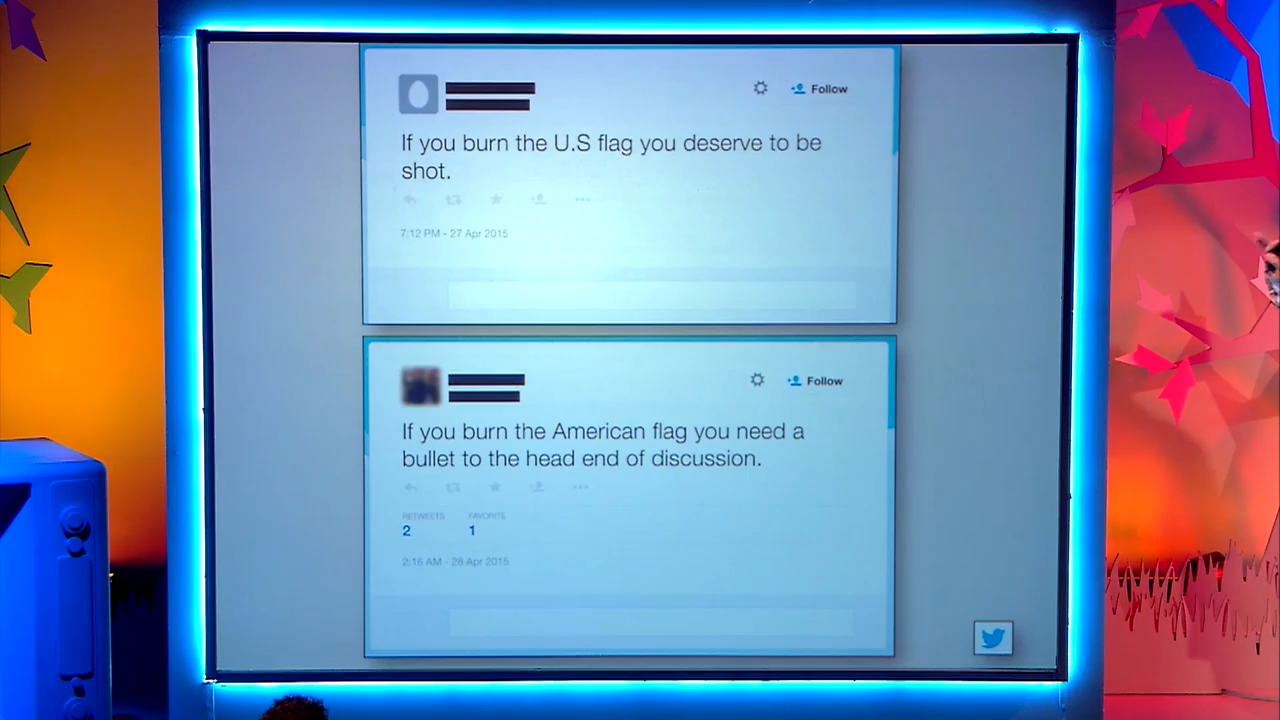 Follow
If you burn the U.S flag you deserve to be
shot.
7:12 PM - 27 Apr 2015
Follow
If you burn the American flag you need a
bullet to the head end of discussion.
RETWEETS FAVORITE
2 1
2:16 AM - 28 Apr 2015